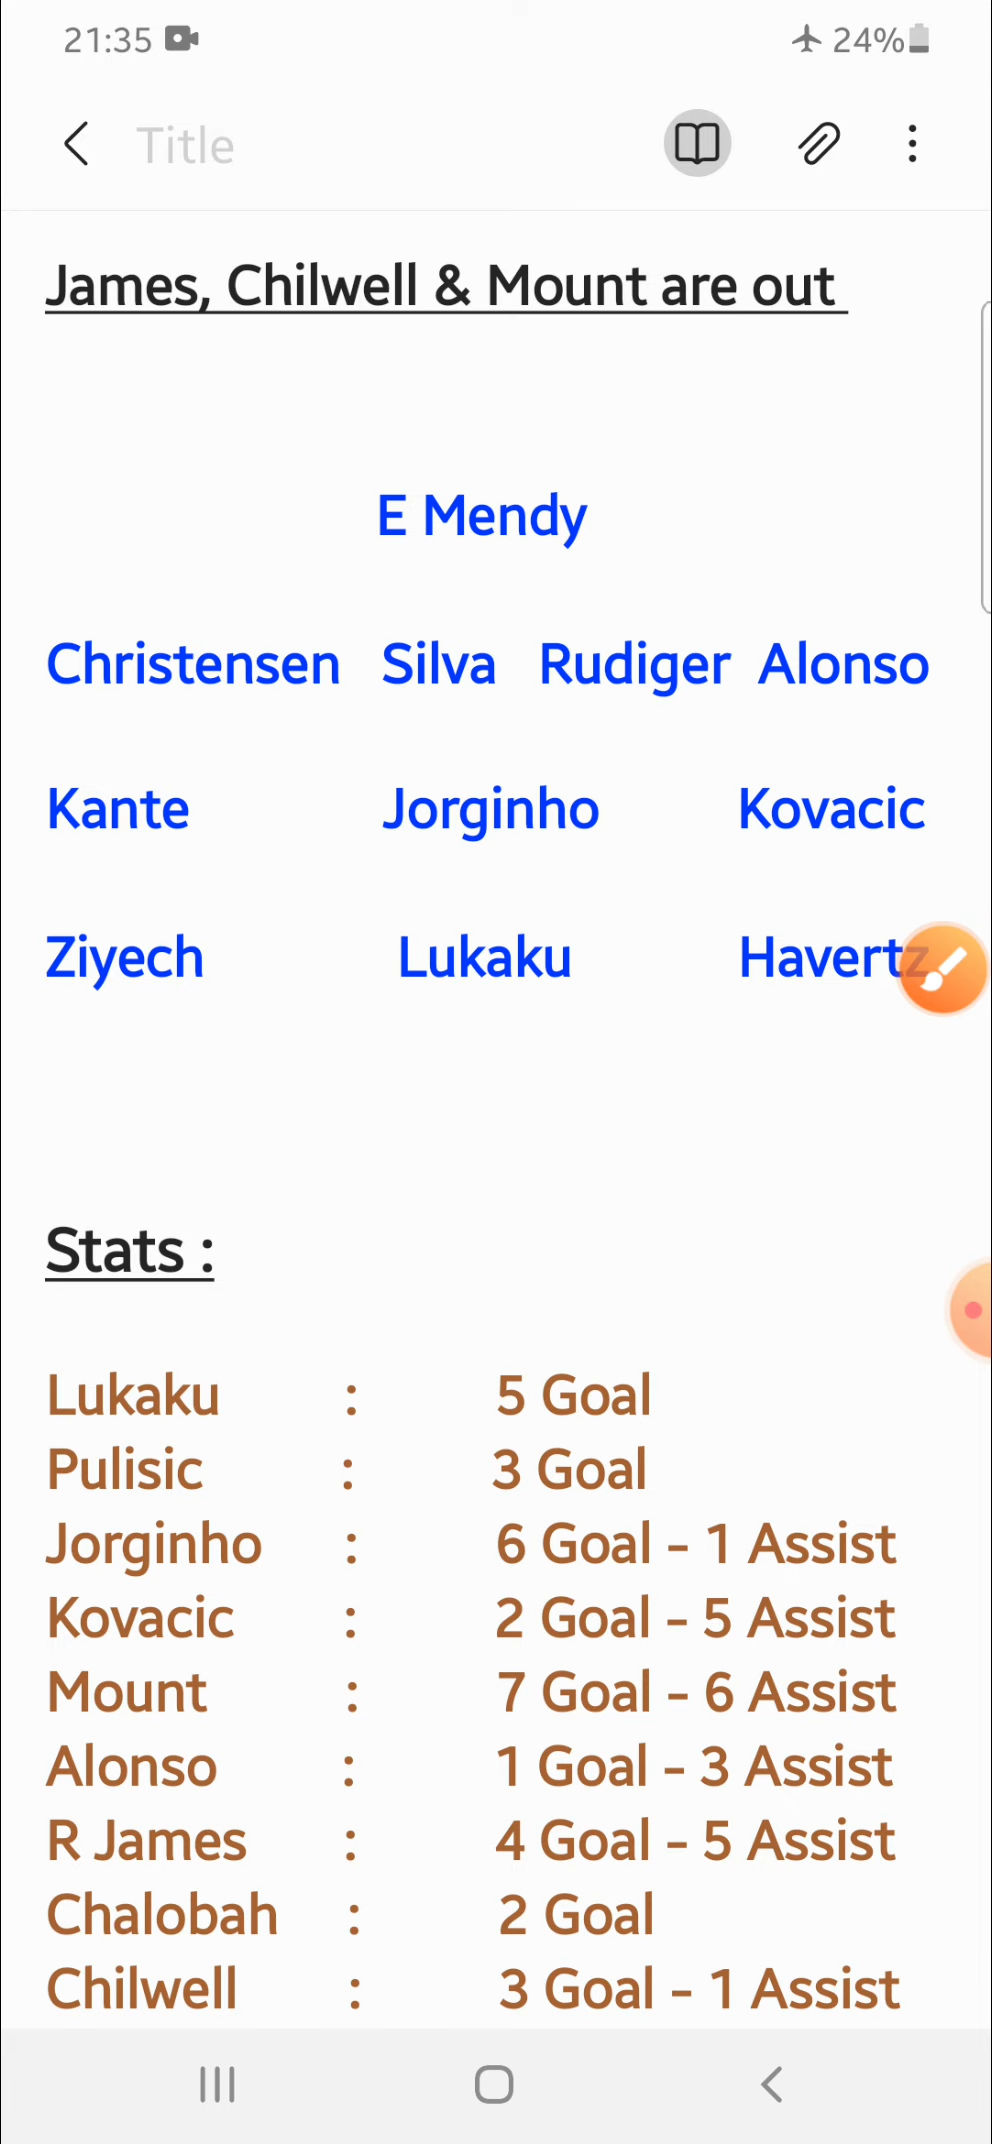 21:35 24%
Title
James, Chilwell & Mount are out
E Mendy
Christensen Silva Rudiger Alonso
Kante Jorginho Kovacic
Ziyech Lukaku Havertz
Stats :
Lukaku : 5 Goal
Pulisic : 3 Goal
Jorginho : 6 Goal - 1 Assist
Kovacic : 2 Goal - 5 Assist
Mount : 7 Goal - 6 Assist
Alonso : 1 Goal - 3 Assist
R James : 4 Goal - 5 Assist
Chalobah : 2 Goal
Chilwell : 3 Goal - 1 Assist